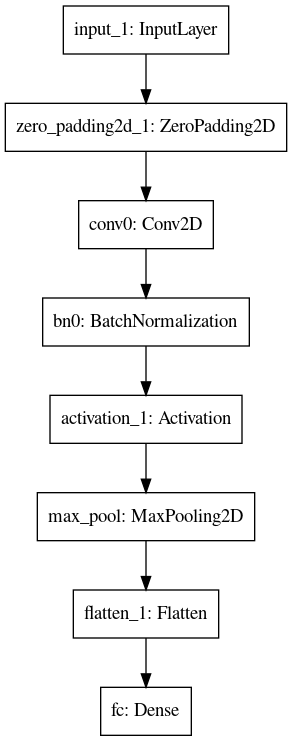 input_1: InputLayer
zero_padding2d_1: ZeroPadding2D
conv0: Conv2D
bn0: BatchNormalization
activation_1: Activation
max_pool: MaxPooling2D
flatten_1: Flatten
fc: Dense